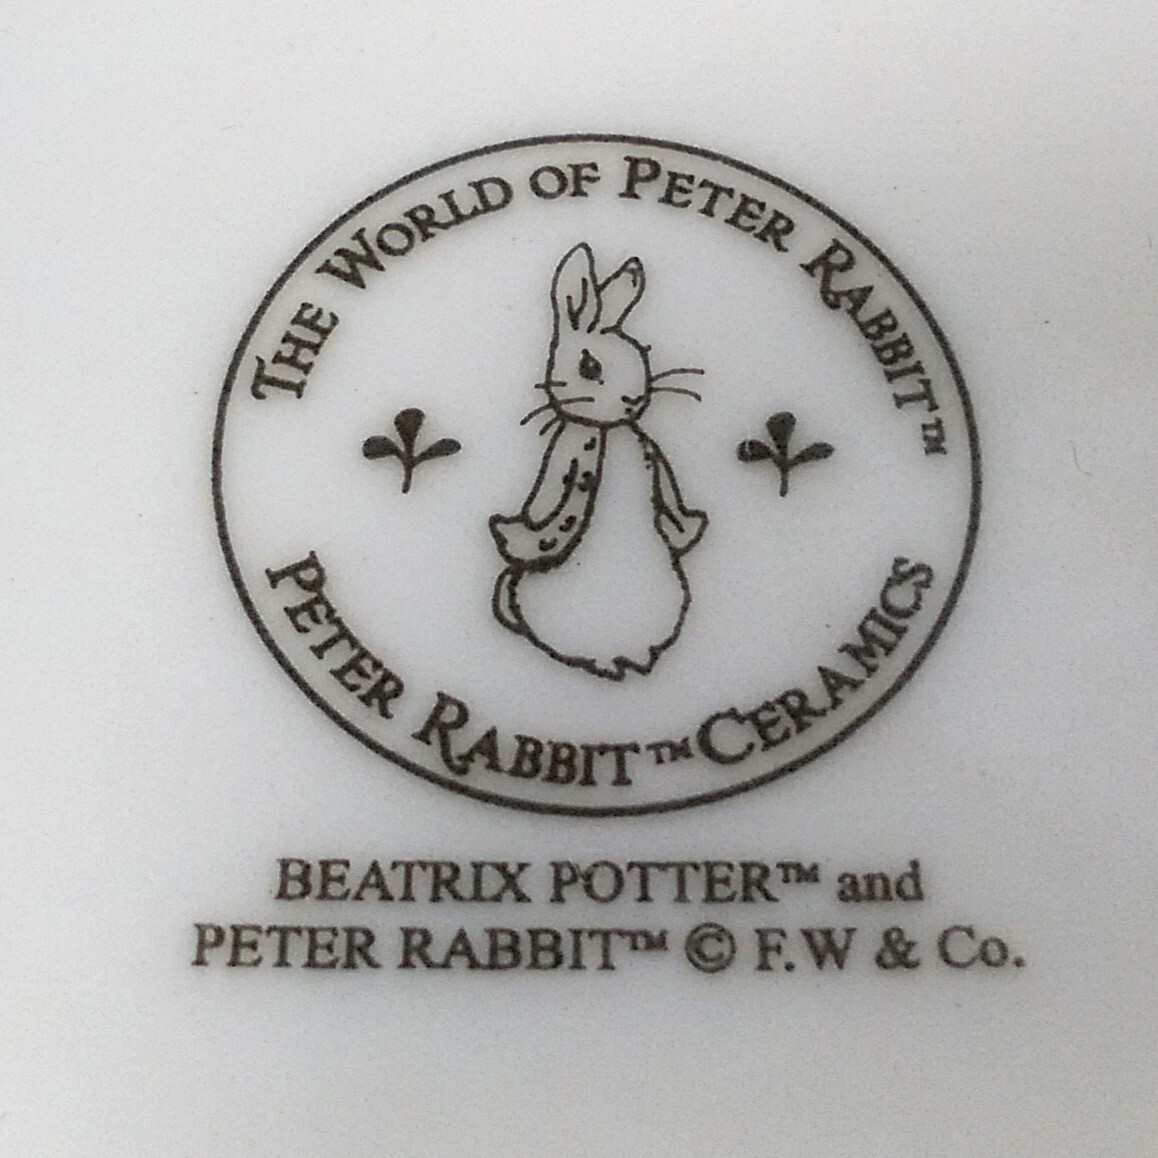 THE WORLD OF PETER RABBIT™
PETER RABBIT™ CERAMICS
BEATRIX POTTER™ and
PETER RABBIT™ © F.W & Co.